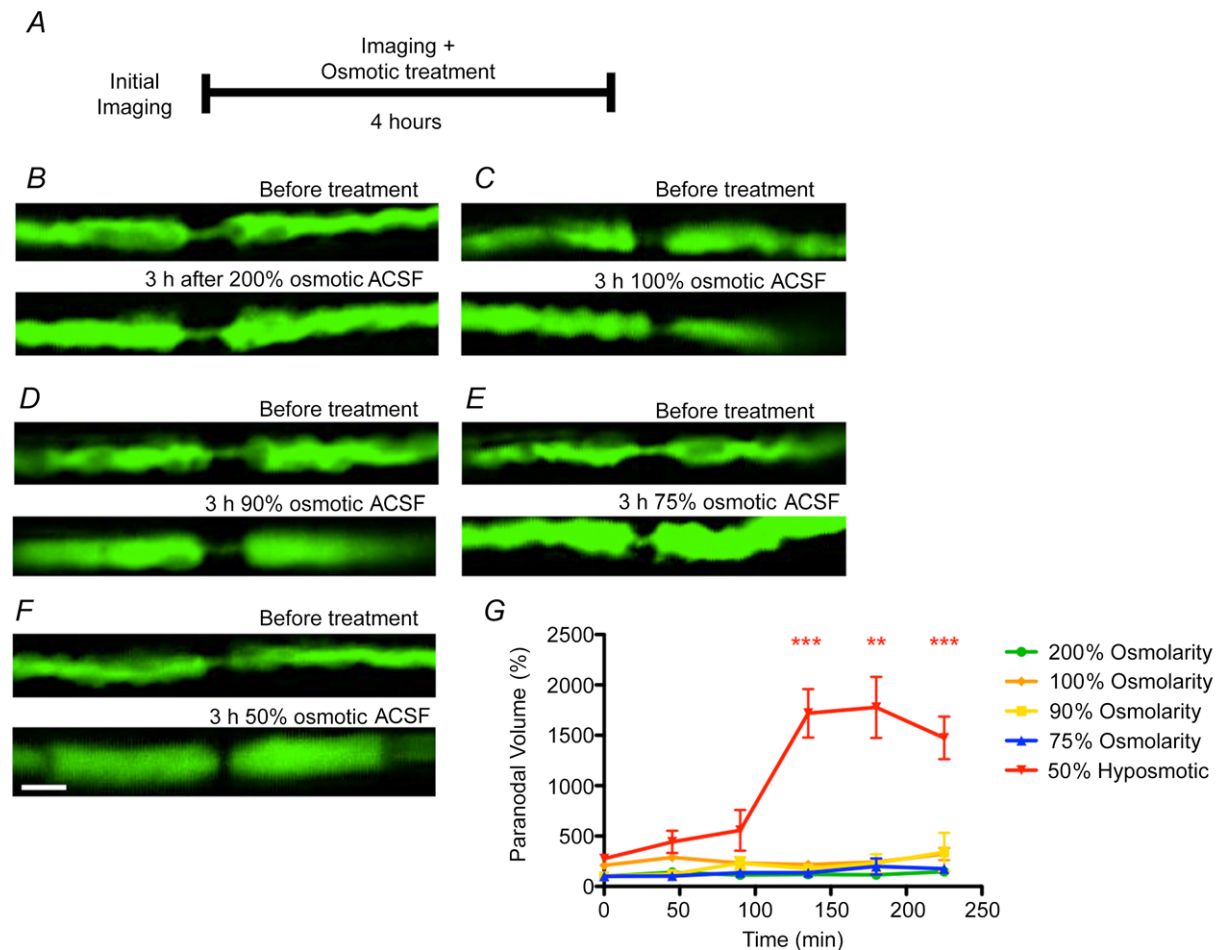 A
Initial
Imaging
Imaging +
Osmotic treatment
4 hours
B
Before treatment
3 h after 200% osmotic ACSF
C
Before treatment
3 h 100% osmotic ACSF
D
Before treatment
3 h 90% osmotic ACSF
E
Before treatment
3 h 75% osmotic ACSF
F
Before treatment
3 h 50% osmotic ACSF
G
Paranodal Volume (%)
2500
2000
1500
1000
500
0
*** ** ***
0 50 100 150 200 250
Time (min)
200% Osmolarity
100% Osmolarity
90% Osmolarity
75% Osmolarity
50% Hyposmotic